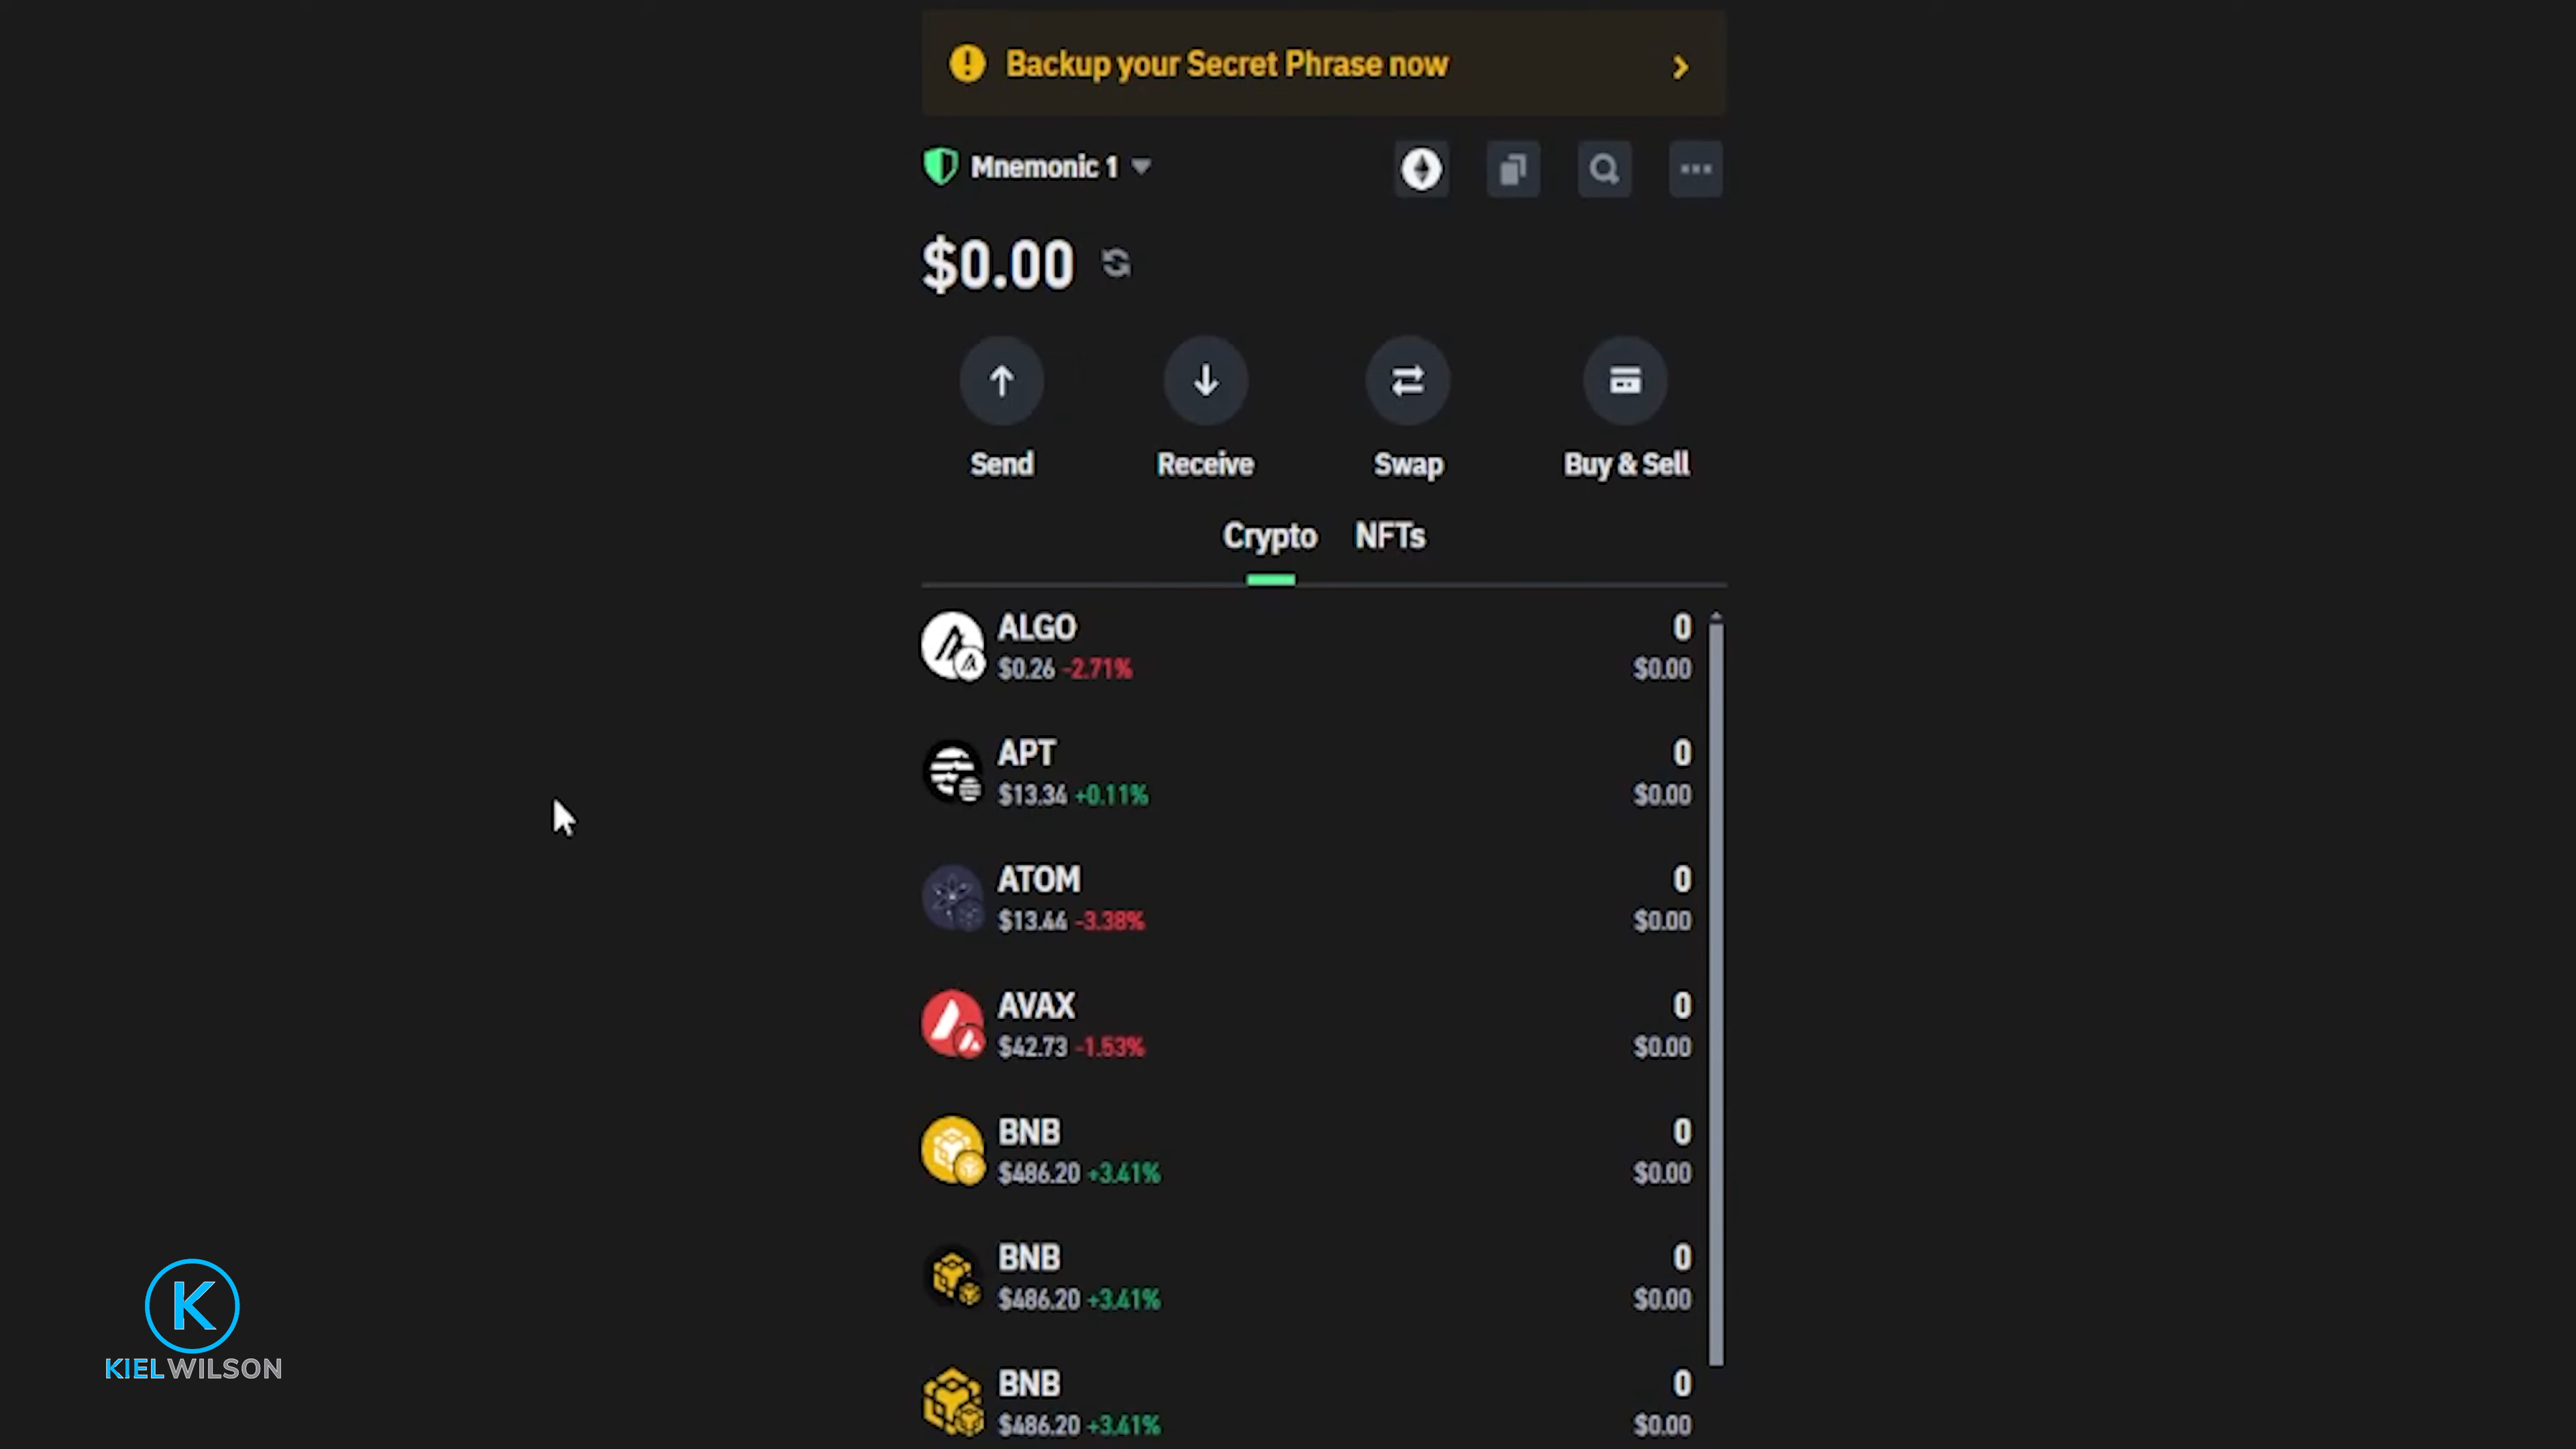 Backup your Secret Phrase now
Mnemonic 1
$0.00
Send Receive Swap Buy & Sell
Crypto NFTs
ALGO 0
$0.26 -2.71% $0.00
APT 0
$13.34 +0.11% $0.00
ATOM 0
$13.44 -3.38% $0.00
AVAX 0
$42.73 -1.53% $0.00
BNB 0
$486.20 +3.41% $0.00
BNB 0
$486.20 +3.41% $0.00
BNB 0
$486.20 +3.41% $0.00
K
KIELWILSON